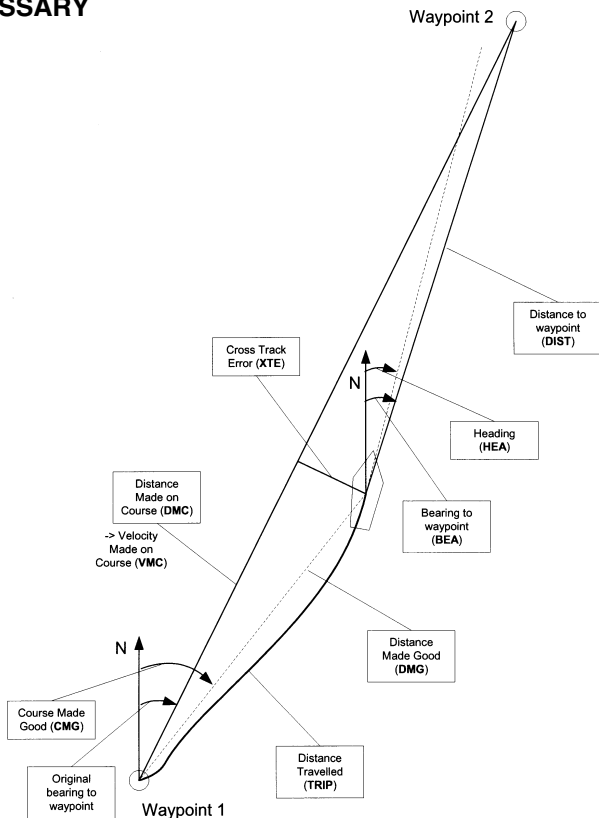 SSARY
Waypoint 2
Distance to
waypoint
(DIST)
Cross Track
Error (XTE)
N
Heading
(HEA)
Distance
Made on
Course (DMC)
-> Velocity
Made on
Course (VMC)
Bearing to
waypoint
(BEA)
N
Distance
Made Good
(DMG)
Course Made
Good (CMG)
Distance
Travelled
(TRIP)
Original
bearing to
waypoint
Waypoint 1